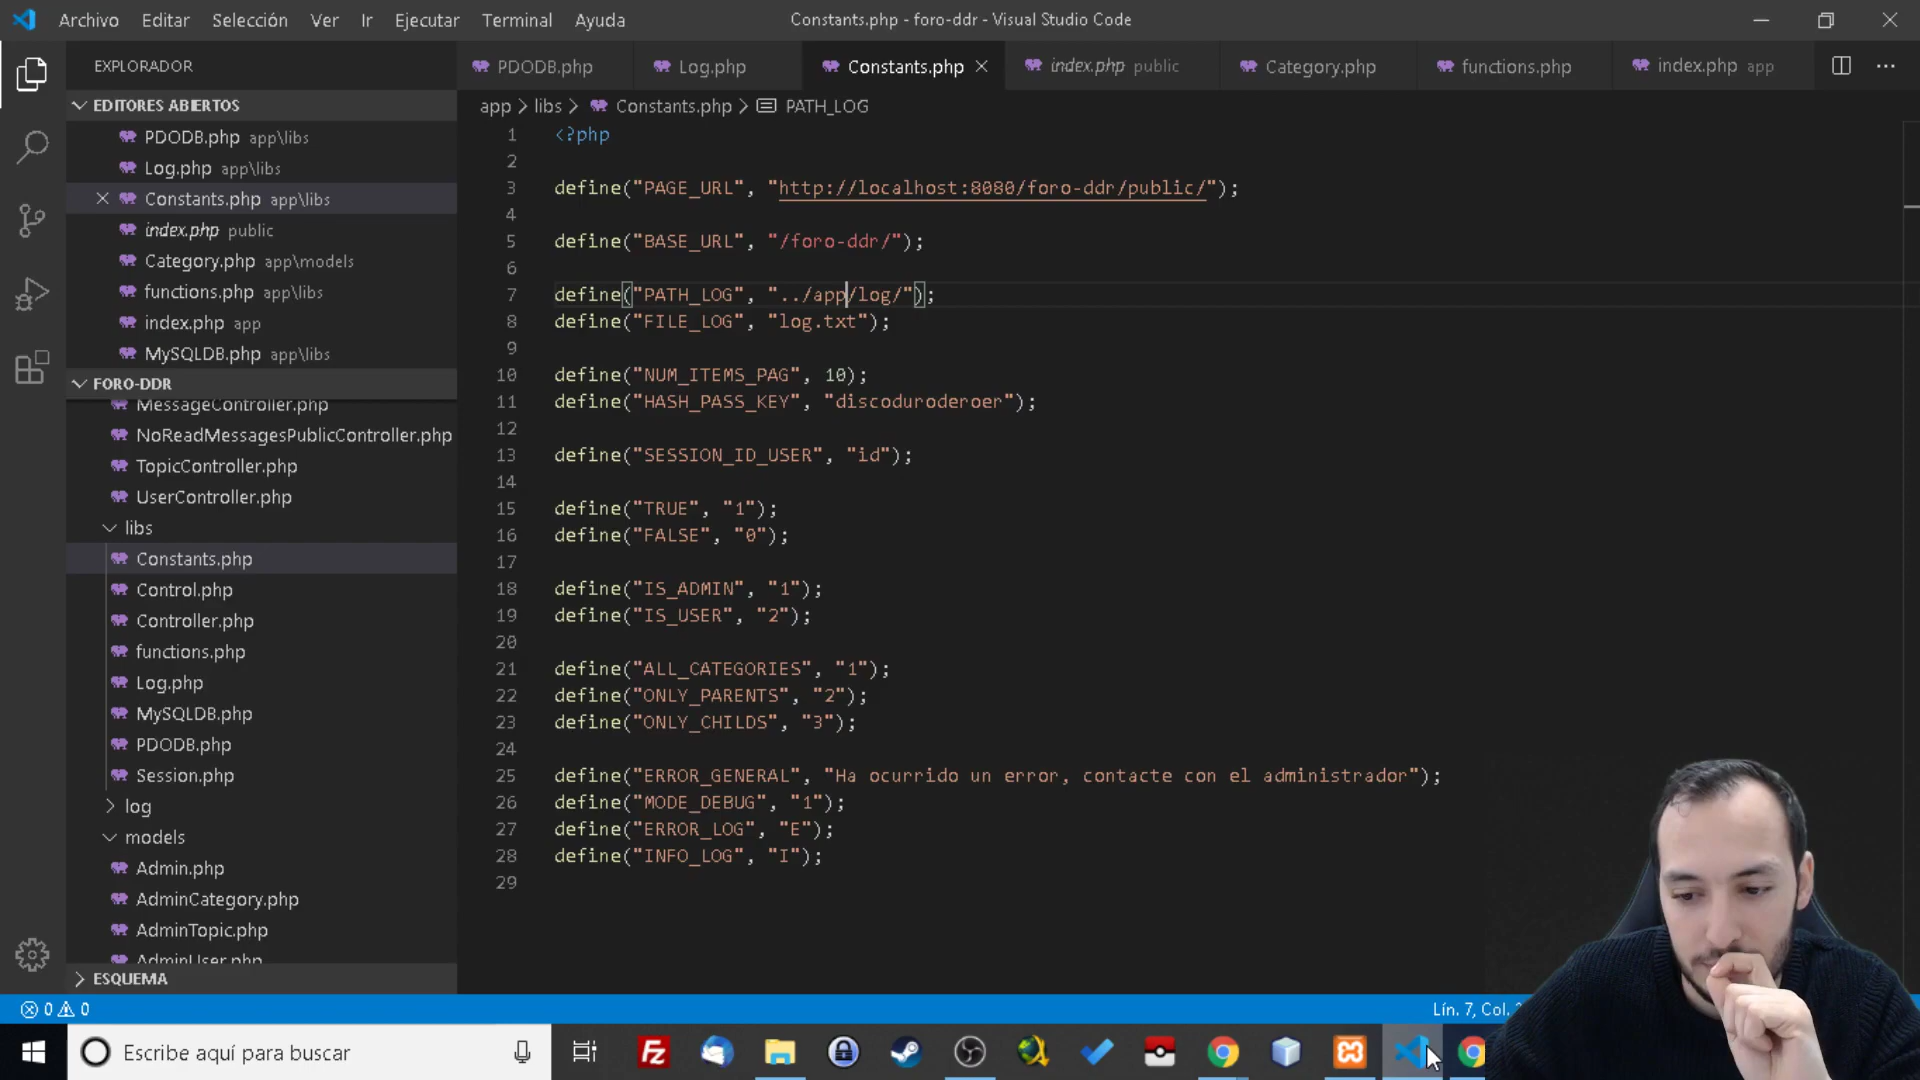 Archivo Editar Selección Ver Ir Ejecutar Terminal Ayuda
Constants.php - foro-ddr - Visual Studio Code
EXPLORADOR
PDODB.php
Log.php
Constants.php
index.php public
Category.php
functions.php
index.php app
EDITORES ABIERTOS
PDODB.php app\libs
Log.php app\libs
Constants.php app\libs
index.php public
Category.php app\models
functions.php app\libs
index.php app
MySQLDB.php app\libs
FORO-DDR
MessageController.php
NoReadMessagesPublicController.php
TopicController.php
UserController.php
libs
Constants.php
Control.php
Controller.php
functions.php
Log.php
MySQLDB.php
PDODB.php
Session.php
log
models
Admin.php
AdminCategory.php
AdminTopic.php
AdminUser.php
ESQUEMA
app > libs > Constants.php > PATH_LOG
1 <?php
2
3 define("PAGE_URL", "http://localhost:8080/foro-ddr/public/");
4
5 define("BASE_URL", "/foro-ddr/");
6
7 define("PATH_LOG", "../app/log/");
8 define("FILE_LOG", "log.txt");
9
10 define("NUM_ITEMS_PAG", 10);
11 define("HASH_PASS_KEY", "discoduroderoer");
12
13 define("SESSION_ID_USER", "id");
14
15 define("TRUE", "1");
16 define("FALSE", "0");
17
18 define("IS_ADMIN", "1");
19 define("IS_USER", "2");
20
21 define("ALL_CATEGORIES", "1");
22 define("ONLY_PARENTS", "2");
23 define("ONLY_CHILDS", "3");
24
25 define("ERROR_GENERAL", "Ha ocurrido un error, contacte con el administrador");
26 define("MODE_DEBUG", "1");
27 define("ERROR_LOG", "E");
28 define("INFO_LOG", "I");
29
0 0
Lín. 7, Col.
Escribe aquí para buscar
Fz